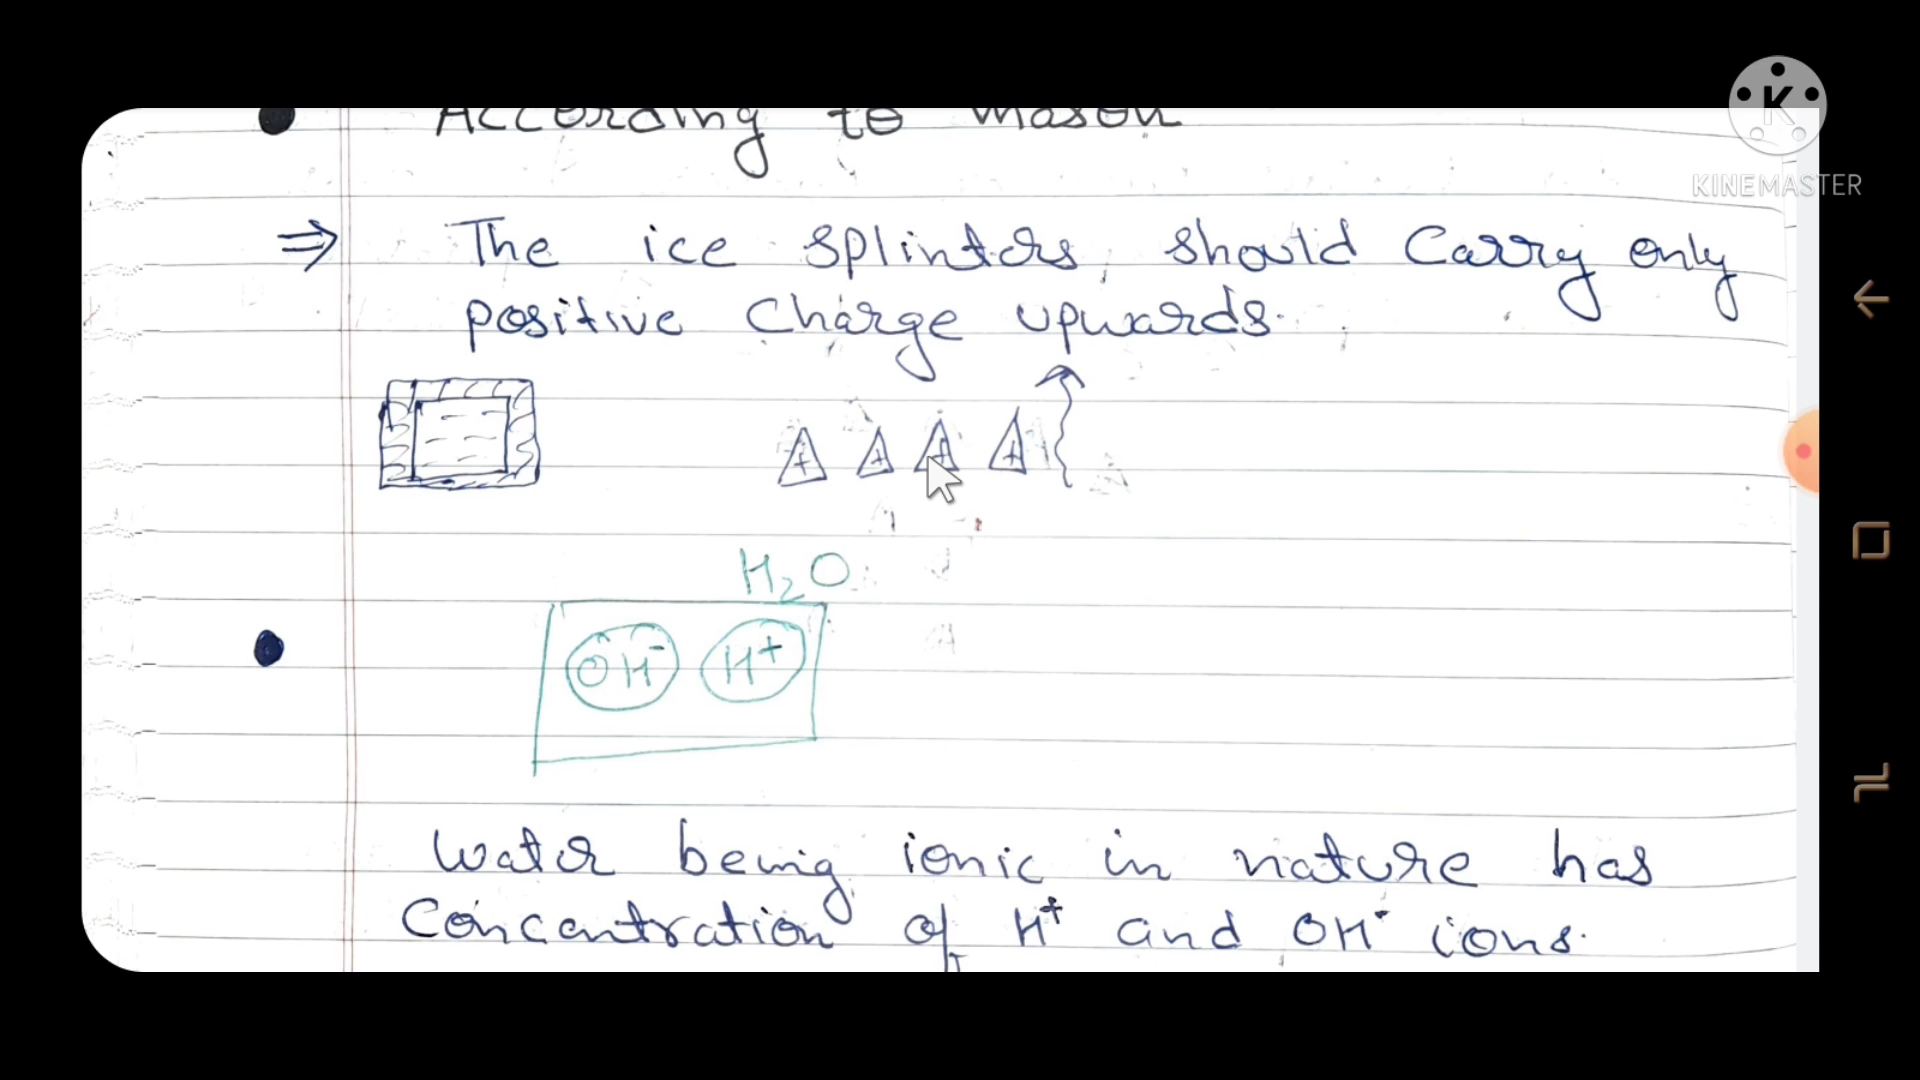 According to mason
K
KINEMASTER
⇒ The ice splinters should carry only
positive charge upwards.
+ + + +
H₂O
OH⁻ H⁺
Water being ionic in nature has
Concentration of H⁺ and OH⁻ ions.